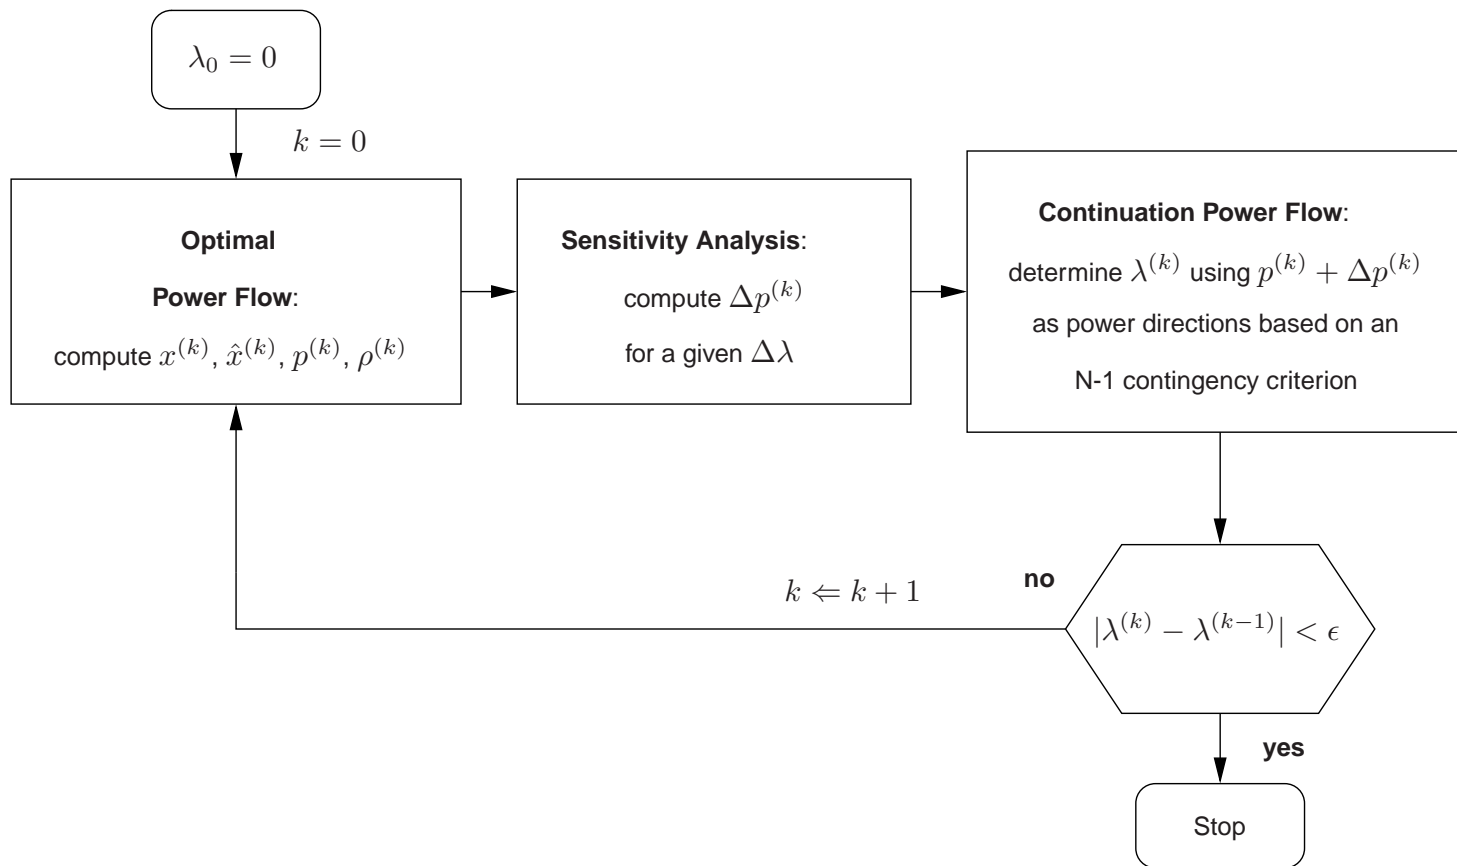 λ₀ = 0
k = 0
Optimal
Power Flow:
compute x⁽ᵏ⁾, x̂⁽ᵏ⁾, p⁽ᵏ⁾, ρ⁽ᵏ⁾
Sensitivity Analysis:
compute Δp⁽ᵏ⁾
for a given Δλ
Continuation Power Flow:
determine λ⁽ᵏ⁾ using p⁽ᵏ⁾ + Δp⁽ᵏ⁾
as power directions based on an
N-1 contingency criterion
|λ⁽ᵏ⁾ − λ⁽ᵏ⁻¹⁾| < ϵ
no
k ⇐ k + 1
yes
Stop